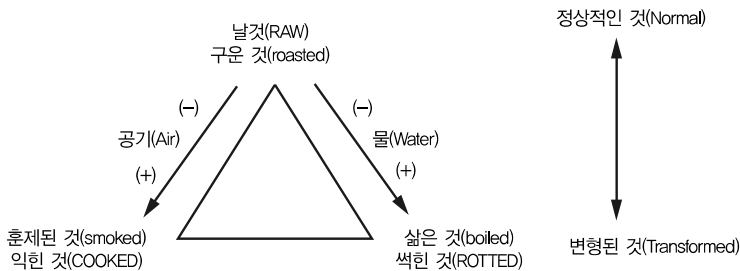 날것(RAW)
구운 것(roasted)
정상적인 것(Normal)
(−)
(−)
공기(Air)
물(Water)
(+)
(+)
훈제된 것(smoked)
익힌 것(COOKED)
삶은 것(boiled)
썩힌 것(ROTTED)
변형된 것(Transformed)